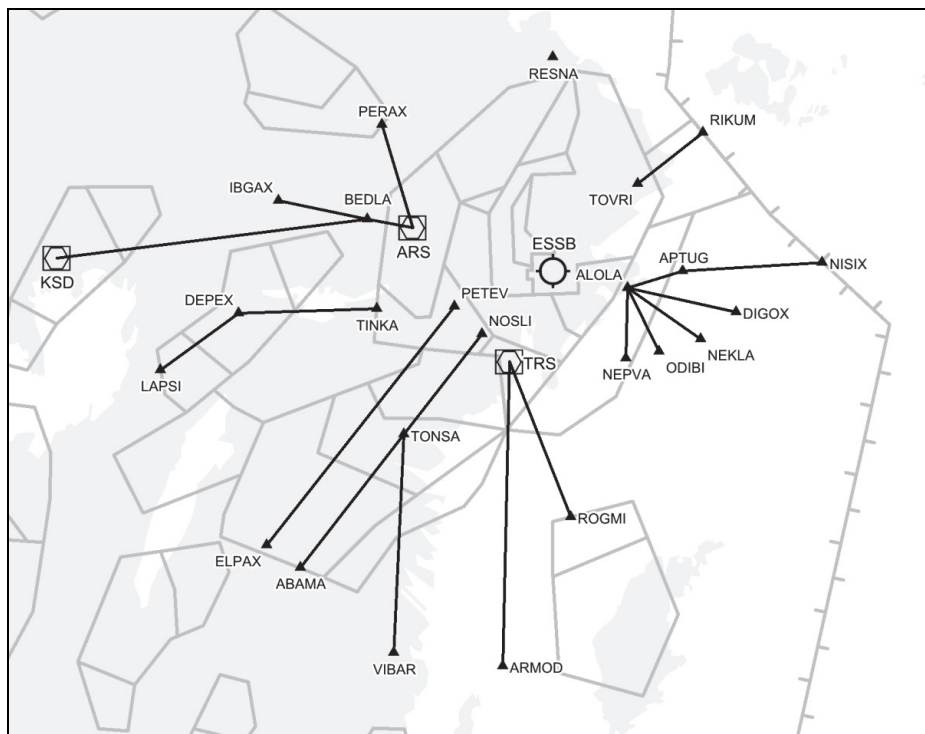 RESNA
PERAX
RIKUM
IBGAX
BEDLA
TOVRI
ARS
ESSB
KSD
ALOLA
APTUG
NISIX
DEPEX
PETEV
TINKA
NOSLI
DIGOX
LAPSI
TRS
NEPVA
ODIBI
NEKLA
TONSA
ROGMI
ELPAX
ABAMA
VIBAR
ARMOD